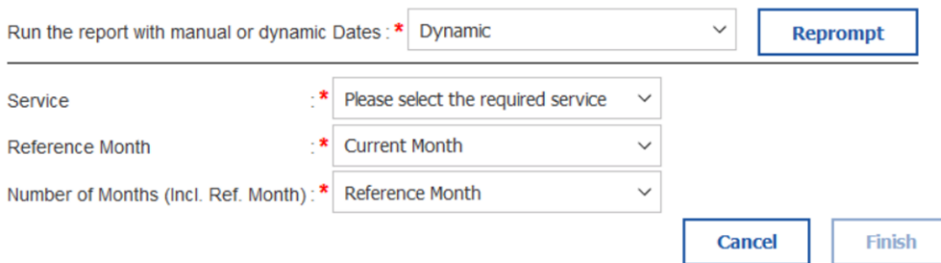 Run the report with manual or dynamic Dates : * Dynamic Reprompt
Service : * Please select the required service
Reference Month : * Current Month
Number of Months (Incl. Ref. Month) : * Reference Month
Cancel Finish